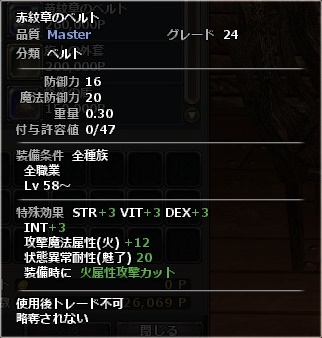 赤紋章のベルト
品質 Master グレード 24
分類 ベルト
防御力 16
魔法防御力 20
重量 0.30
付与許容値 0/47
装備条件 全種族
全職業
Lv 58～
特殊効果 STR+3 VIT+3 DEX+3
INT+3
攻撃魔法属性(火) +12
状態異常耐性(魅了) 20
装備時に 火属性攻撃カット
26,069 P
使用後トレード不可
略奪されない
閉じる